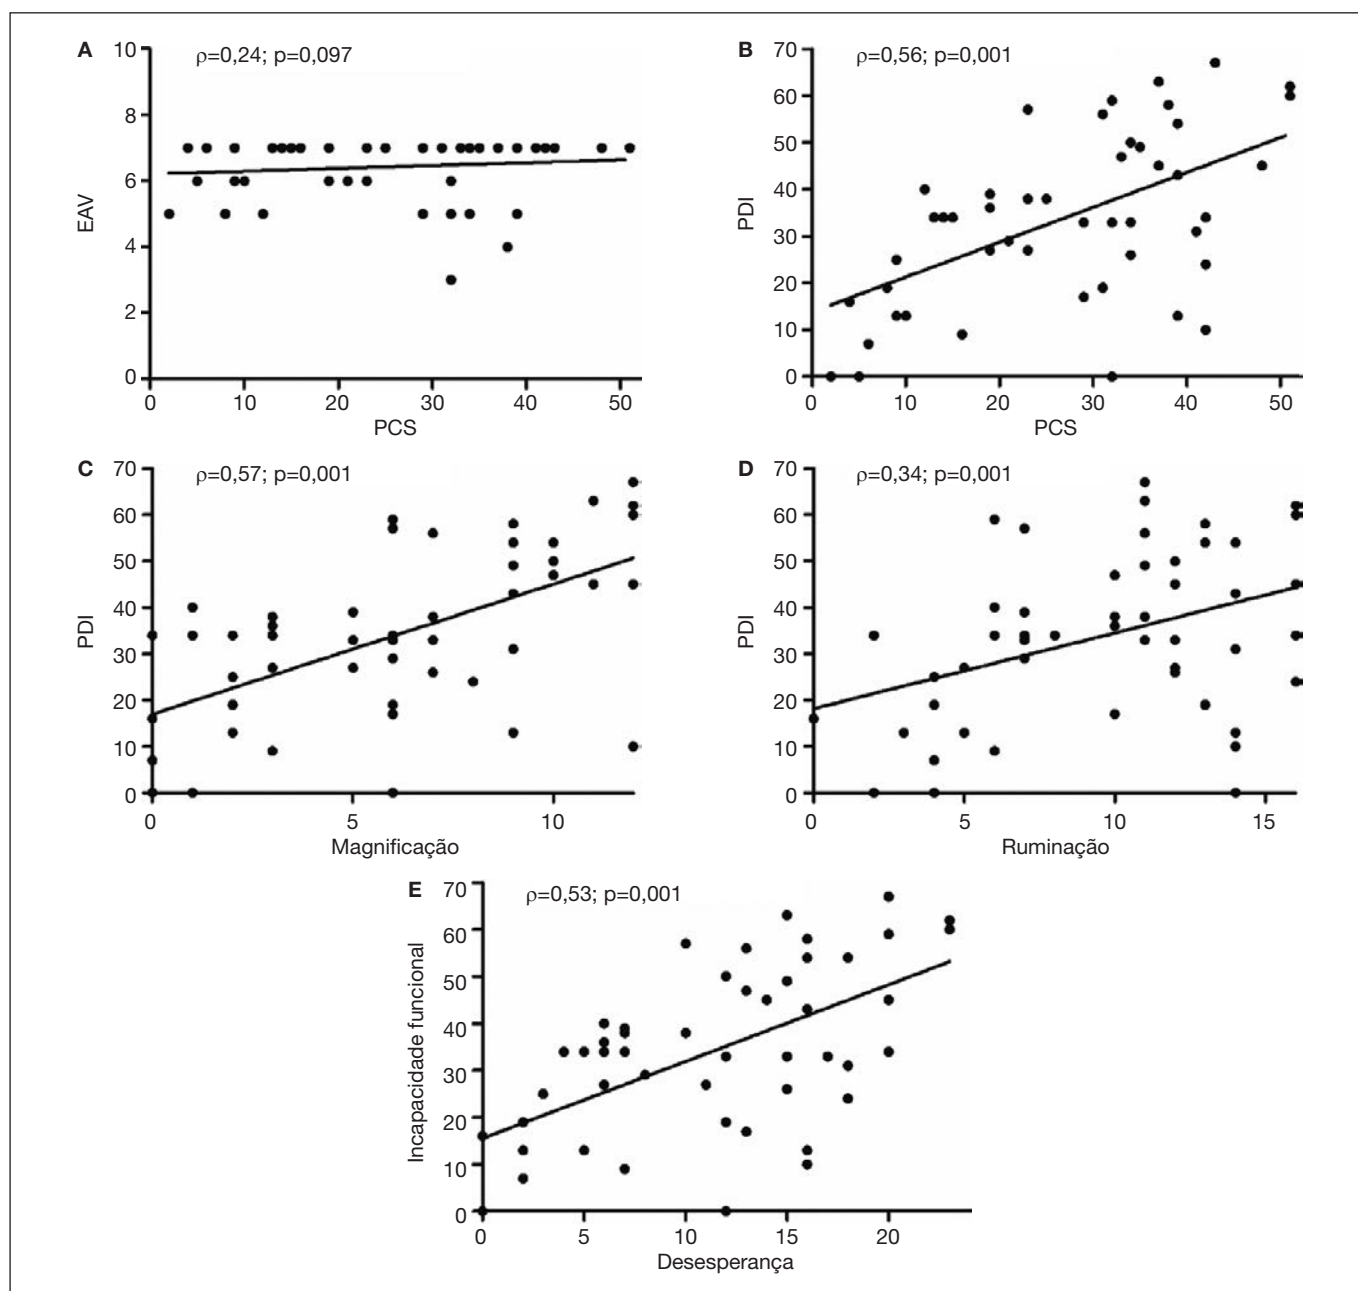 A
ρ=0,24; p=0,097
EAV
10
8
6
4
2
0
0 10 20 30 40 50
PCS
B
ρ=0,56; p=0,001
PDI
70
60
50
40
30
20
10
0
0 10 20 30 40 50
PCS
C
ρ=0,57; p=0,001
PDI
70
60
50
40
30
20
10
0
0 5 10
Magnificação
D
ρ=0,34; p=0,001
PDI
70
60
50
40
30
20
10
0
0 5 10 15
Ruminação
E
ρ=0,53; p=0,001
Incapacidade funcional
70
60
50
40
30
20
10
0
0 5 10 15 20
Desesperança